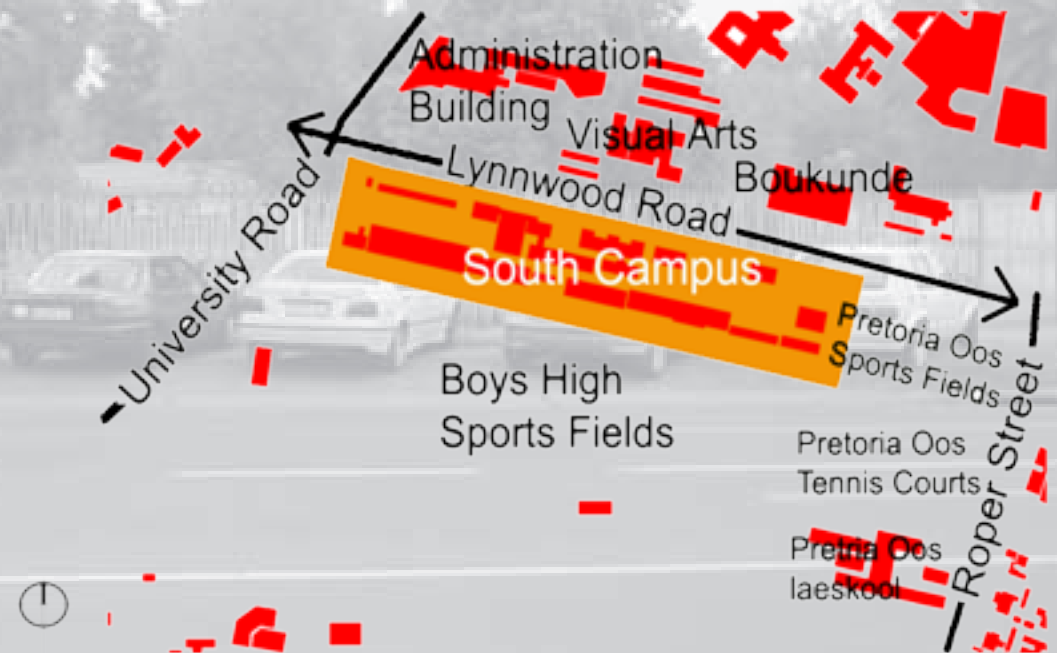 Administration
Building
Visual Arts
Boukunde
Lynnwood Road
University Road
South Campus
Pretoria Oos
Sports Fields
Boys High
Sports Fields
Pretoria Oos
Tennis Courts
Roper Street
Pretria Oos
laeskool